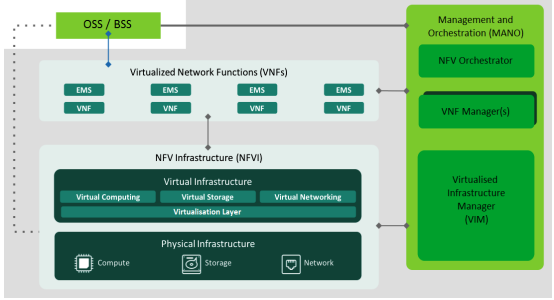 OSS / BSS
Management and
Orchestration (MANO)
NFV Orchestrator
VNF Manager(s)
Virtualised
Infrastructure
Manager
(VIM)
Virtualized Network Functions (VNFs)
EMS EMS EMS EMS
VNF VNF VNF VNF
NFV Infrastructure (NFVI)
Virtual Infrastructure
Virtual Computing Virtual Storage Virtual Networking
Virtualisation Layer
Physical Infrastructure
Compute Storage Network